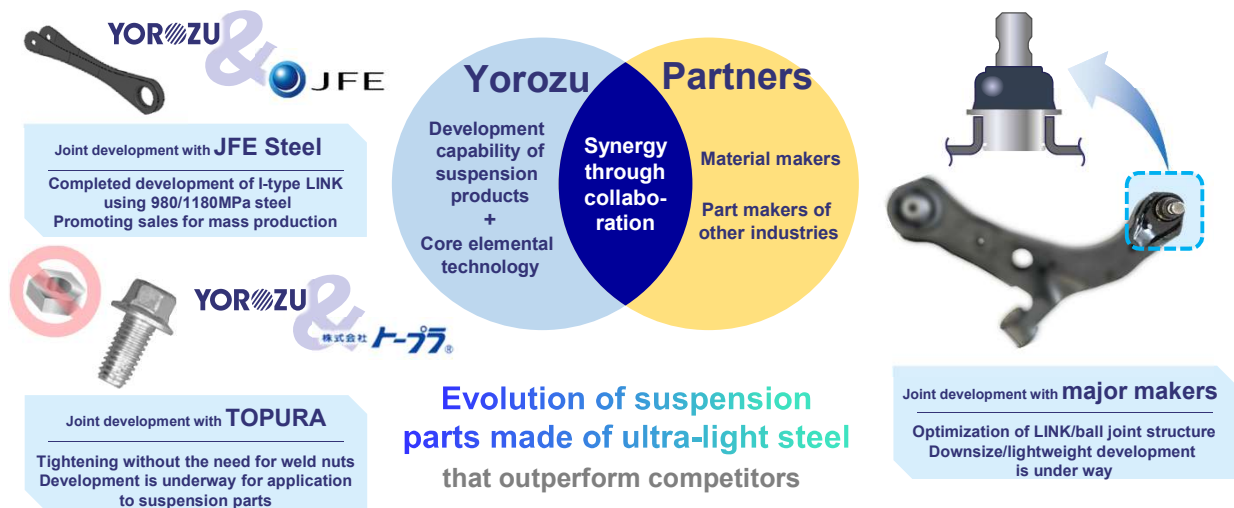 YOROZU
&
JFE
Joint development with JFE Steel
Completed development of I-type LINK
using 980/1180MPa steel
Promoting sales for mass production
YOROZU
&
株式会社 トープラ®
Joint development with TOPURA
Tightening without the need for weld nuts
Development is underway for application
to suspension parts
Yorozu
Development
capability of
suspension
products
+
Core elemental
technology
Synergy
through
collabo-
ration
Partners
Material makers
Part makers of
other industries
Evolution of suspension
parts made of ultra-light steel
that outperform competitors
Joint development with major makers
Optimization of LINK/ball joint structure
Downsize/lightweight development
is under way